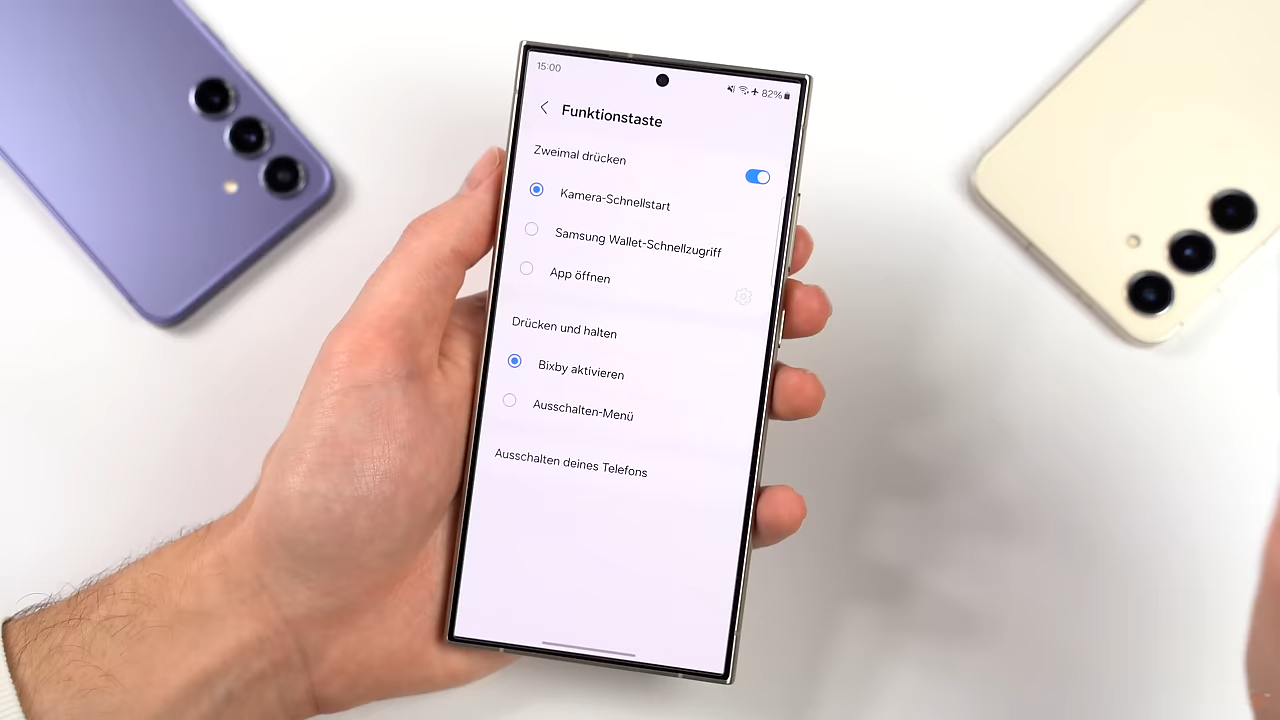 15:00
82%
Funktionstaste
Zweimal drücken
Kamera-Schnellstart
Samsung Wallet-Schnellzugriff
App öffnen
Drücken und halten
Bixby aktivieren
Ausschalten-Menü
Ausschalten deines Telefons